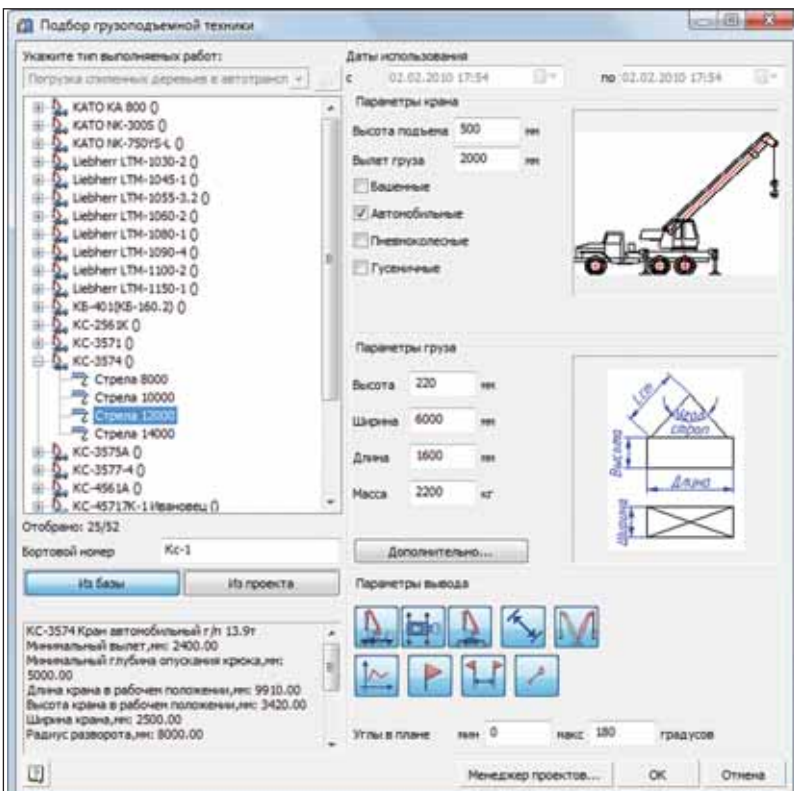 Подбор грузоподъемной техники
Укажите тип выполняемых работ:
Погрузка спиленных деревьев в автотрансп
KATO KA 800 ()
KATO NK-300S ()
KATO NK-750YS-L ()
Liebherr LTM-1030-2 ()
Liebherr LTM-1045-1 ()
Liebherr LTM-1055-3.2 ()
Liebherr LTM-1060-2 ()
Liebherr LTM-1080-1 ()
Liebherr LTM-1090-4 ()
Liebherr LTM-1100-2 ()
Liebherr LTM-1150-1 ()
КБ-401(КБ-160.2) ()
КС-2561К ()
КС-3571 ()
КС-3574 ()
Стрела 8000
Стрела 10000
Стрела 12000
Стрела 14000
КС-3575А ()
КС-3577-4 ()
КС-4561А ()
КС-45717К-1 Ивановец ()
Отобрано: 25/52
Бортовой номер Кс-1
Из базы Из проекта
КС-3574 Кран автомобильный г/п 13.9т
Минимальный вылет,мм: 2400.00
Минимальный глубина опускания крюка,мм:
5000.00
Длина крана в рабочем положении,мм: 9910.00
Высота крана в рабочем положении,мм: 3420.00
Ширина крана,мм: 2500.00
Радиус разворота,мм: 8000.00
Даты использования
с 02.02.2010 17:54 по 02.02.2010 17:54
Параметры крана
Высота подъема 500 мм
Вылет груза 2000 мм
Башенные
Автомобильные
Пневмоколесные
Гусеничные
Параметры груза
Высота 220 мм
Ширина 6000 мм
Длина 1600 мм
Масса 2200 кг
Lст
Угол
строп
Высота
Длина
Ширина
Дополнительно...
Параметры вывода
Углы в плане мин 0 макс 180 градусов
Менеджер проектов... ОК Отмена